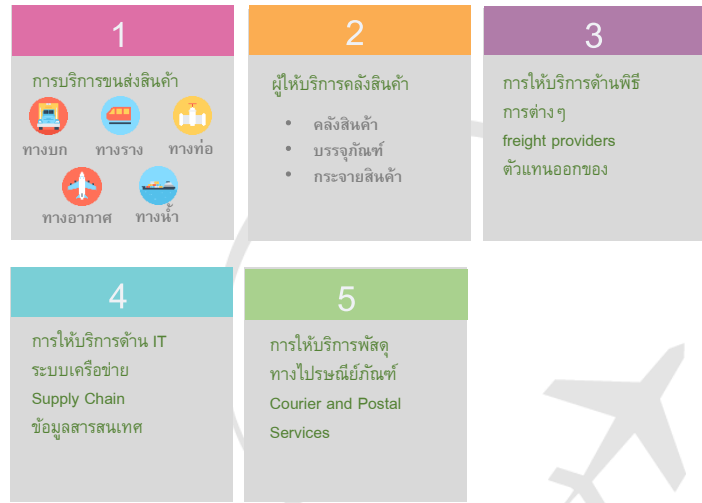 1
การบริการขนส่งสินค้า
ทางบก ทางราง ทางท่อ
ทางอากาศ ทางน้ำ
2
ผู้ให้บริการคลังสินค้า
• คลังสินค้า
• บรรจุภัณฑ์
• กระจายสินค้า
3
การให้บริการด้านพิธี
การต่างๆ
freight providers
ตัวแทนออกของ
4
การให้บริการด้าน IT
ระบบเครือข่าย
Supply Chain
ข้อมูลสารสนเทศ
5
การให้บริการพัสดุ
ทางไปรษณีย์ภัณฑ์
Courier and Postal
Services